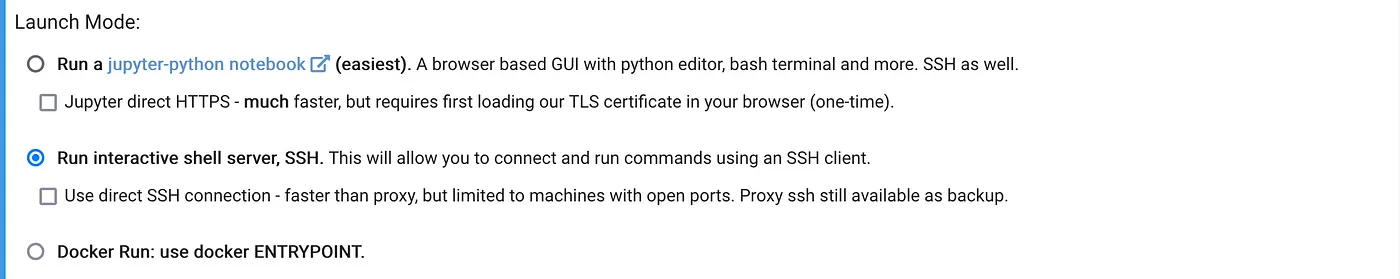 Launch Mode:
Run a jupyter-python notebook (easiest). A browser based GUI with python editor, bash terminal and more. SSH as well.
Jupyter direct HTTPS - much faster, but requires first loading our TLS certificate in your browser (one-time).
Run interactive shell server, SSH. This will allow you to connect and run commands using an SSH client.
Use direct SSH connection - faster than proxy, but limited to machines with open ports. Proxy ssh still available as backup.
Docker Run: use docker ENTRYPOINT.